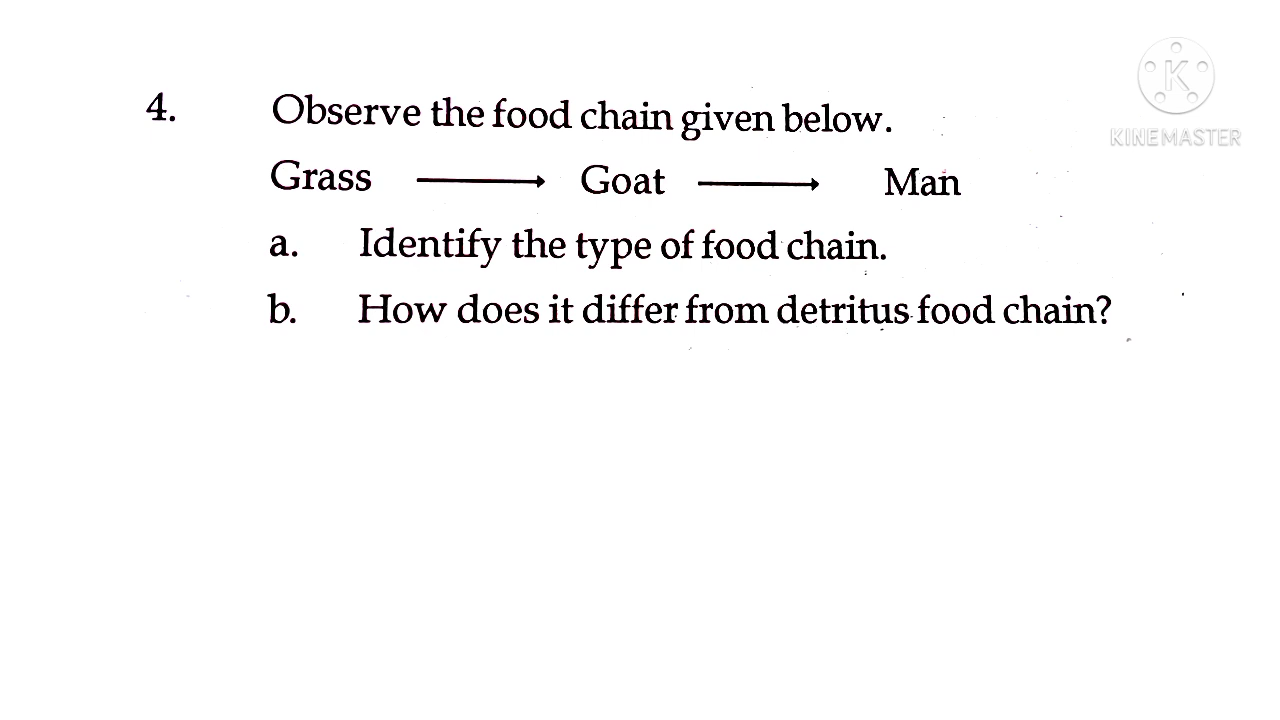 KINEMASTER
4. Observe the food chain given below.
Grass → Goat → Man
a. Identify the type of food chain.
b. How does it differ from detritus food chain?